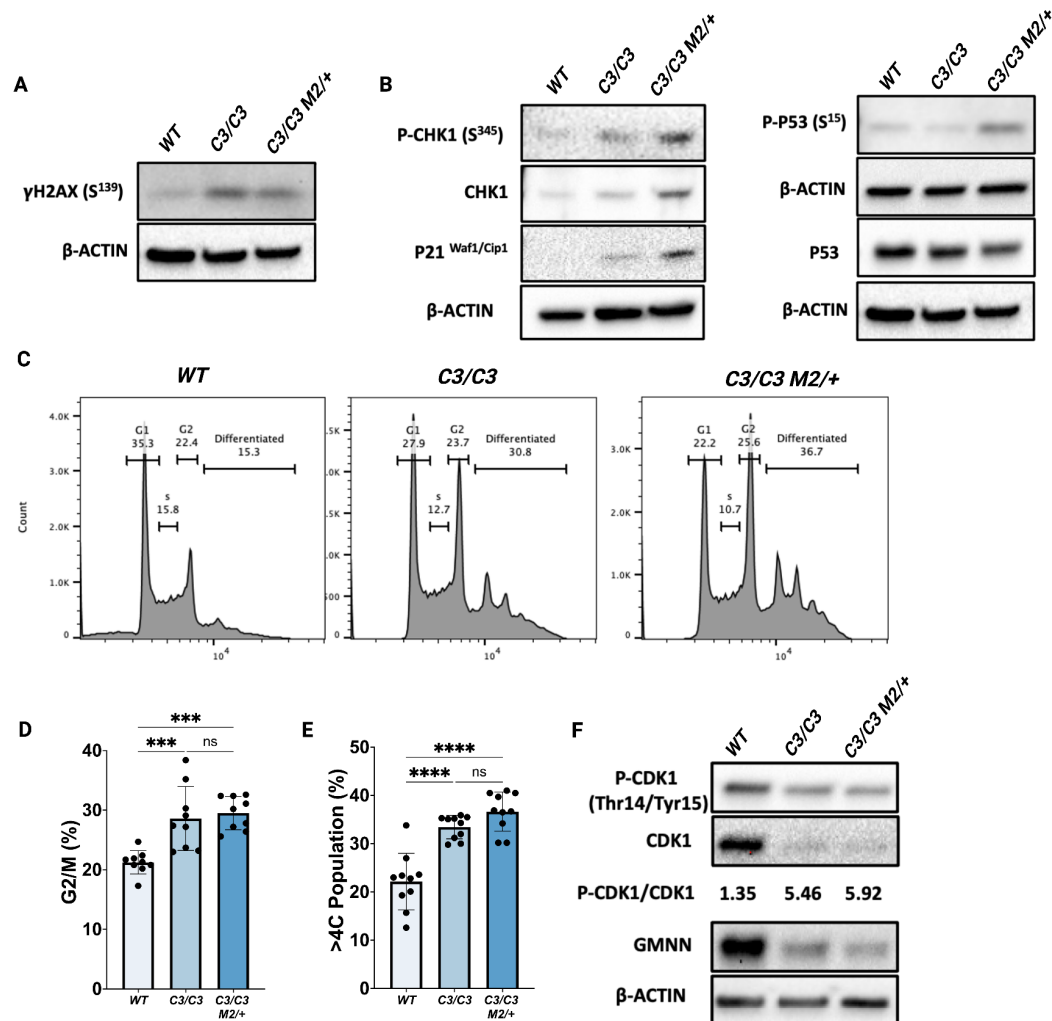 A
WT
C3/C3
C3/C3 M2/+
γH2AX (S139)
β-ACTIN
B
WT
C3/C3
C3/C3 M2/+
P-CHK1 (S345)
CHK1
P21 Waf1/Cip1
β-ACTIN
WT
C3/C3
C3/C3 M2/+
P-P53 (S15)
β-ACTIN
P53
β-ACTIN
C
WT
C3/C3
C3/C3 M2/+
Count
4.0K
3.0K
2.0K
1.0K
0
G1
35.3
G2
22.4
Differentiated
15.3
s
15.8
10^4
.5K
.0K
.5K
.0K
500
0
G1
27.9
G2
23.7
Differentiated
30.8
s
12.7
10^4
3.0K
2.0K
1.0K
0
G1
22.2
G2
25.6
Differentiated
36.7
s
10.7
10^4
D
G2/M (%)
40
30
20
10
0
***
***
ns
WT
C3/C3
C3/C3
M2/+
E
>4C Population (%)
50
40
30
20
10
0
****
****
ns
WT
C3/C3
C3/C3
M2/+
F
WT
C3/C3
C3/C3 M2/+
P-CDK1
(Thr14/Tyr15)
CDK1
P-CDK1/CDK1 1.35 5.46 5.92
GMNN
β-ACTIN